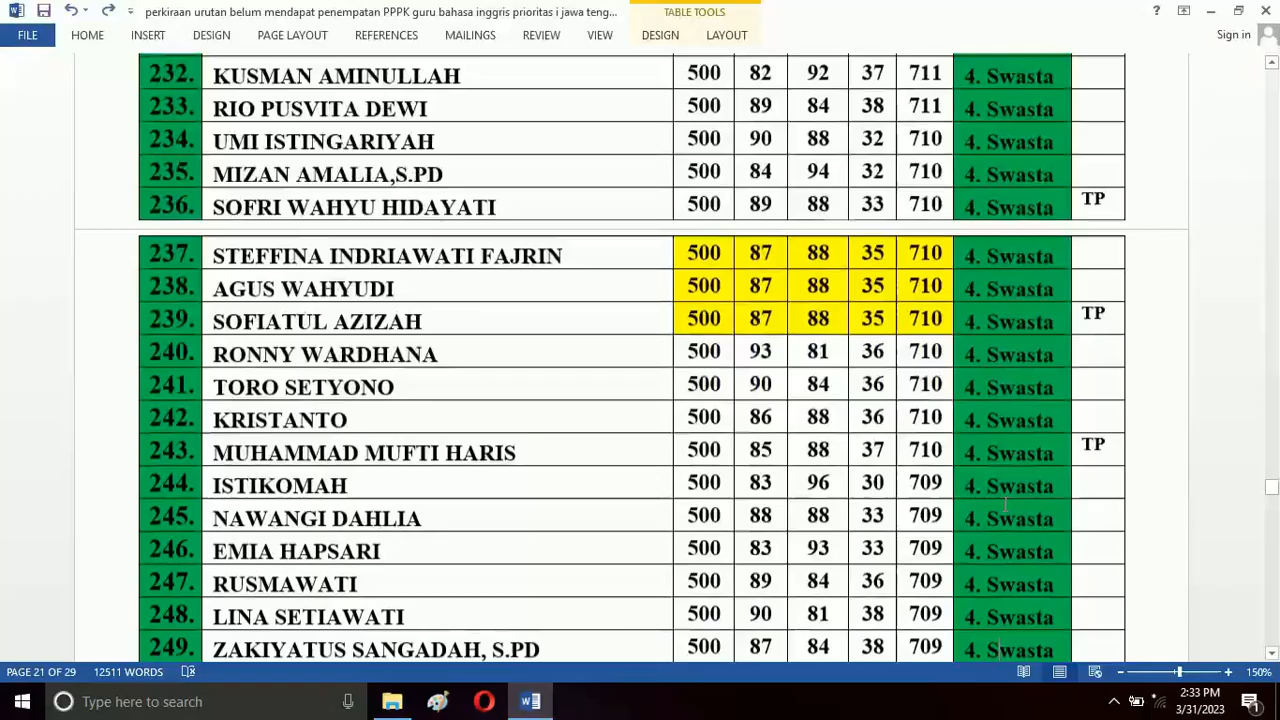 perkiraan urutan belum mendapat penempatan PPPK guru bahasa inggris prioritas i jawa teng...
TABLE TOOLS
?
FILE HOME INSERT DESIGN PAGE LAYOUT REFERENCES MAILINGS REVIEW VIEW DESIGN LAYOUT Sign in
232. KUSMAN AMINULLAH 500 82 92 37 711 4. Swasta
233. RIO PUSVITA DEWI 500 89 84 38 711 4. Swasta
234. UMI ISTINGARIYAH 500 90 88 32 710 4. Swasta
235. MIZAN AMALIA,S.PD 500 84 94 32 710 4. Swasta
236. SOFRI WAHYU HIDAYATI 500 89 88 33 710 4. Swasta TP
237. STEFFINA INDRIAWATI FAJRIN 500 87 88 35 710 4. Swasta
238. AGUS WAHYUDI 500 87 88 35 710 4. Swasta
239. SOFIATUL AZIZAH 500 87 88 35 710 4. Swasta TP
240. RONNY WARDHANA 500 93 81 36 710 4. Swasta
241. TORO SETYONO 500 90 84 36 710 4. Swasta
242. KRISTANTO 500 86 88 36 710 4. Swasta
243. MUHAMMAD MUFTI HARIS 500 85 88 37 710 4. Swasta TP
244. ISTIKOMAH 500 83 96 30 709 4. Swasta
245. NAWANGI DAHLIA 500 88 88 33 709 4. Swasta
246. EMIA HAPSARI 500 83 93 33 709 4. Swasta
247. RUSMAWATI 500 89 84 36 709 4. Swasta
248. LINA SETIAWATI 500 90 81 38 709 4. Swasta
249. ZAKIYATUS SANGADAH, S.PD 500 87 84 38 709 4. Swasta
PAGE 21 OF 29 12511 WORDS 150%
Type here to search
2:33 PM
3/31/2023